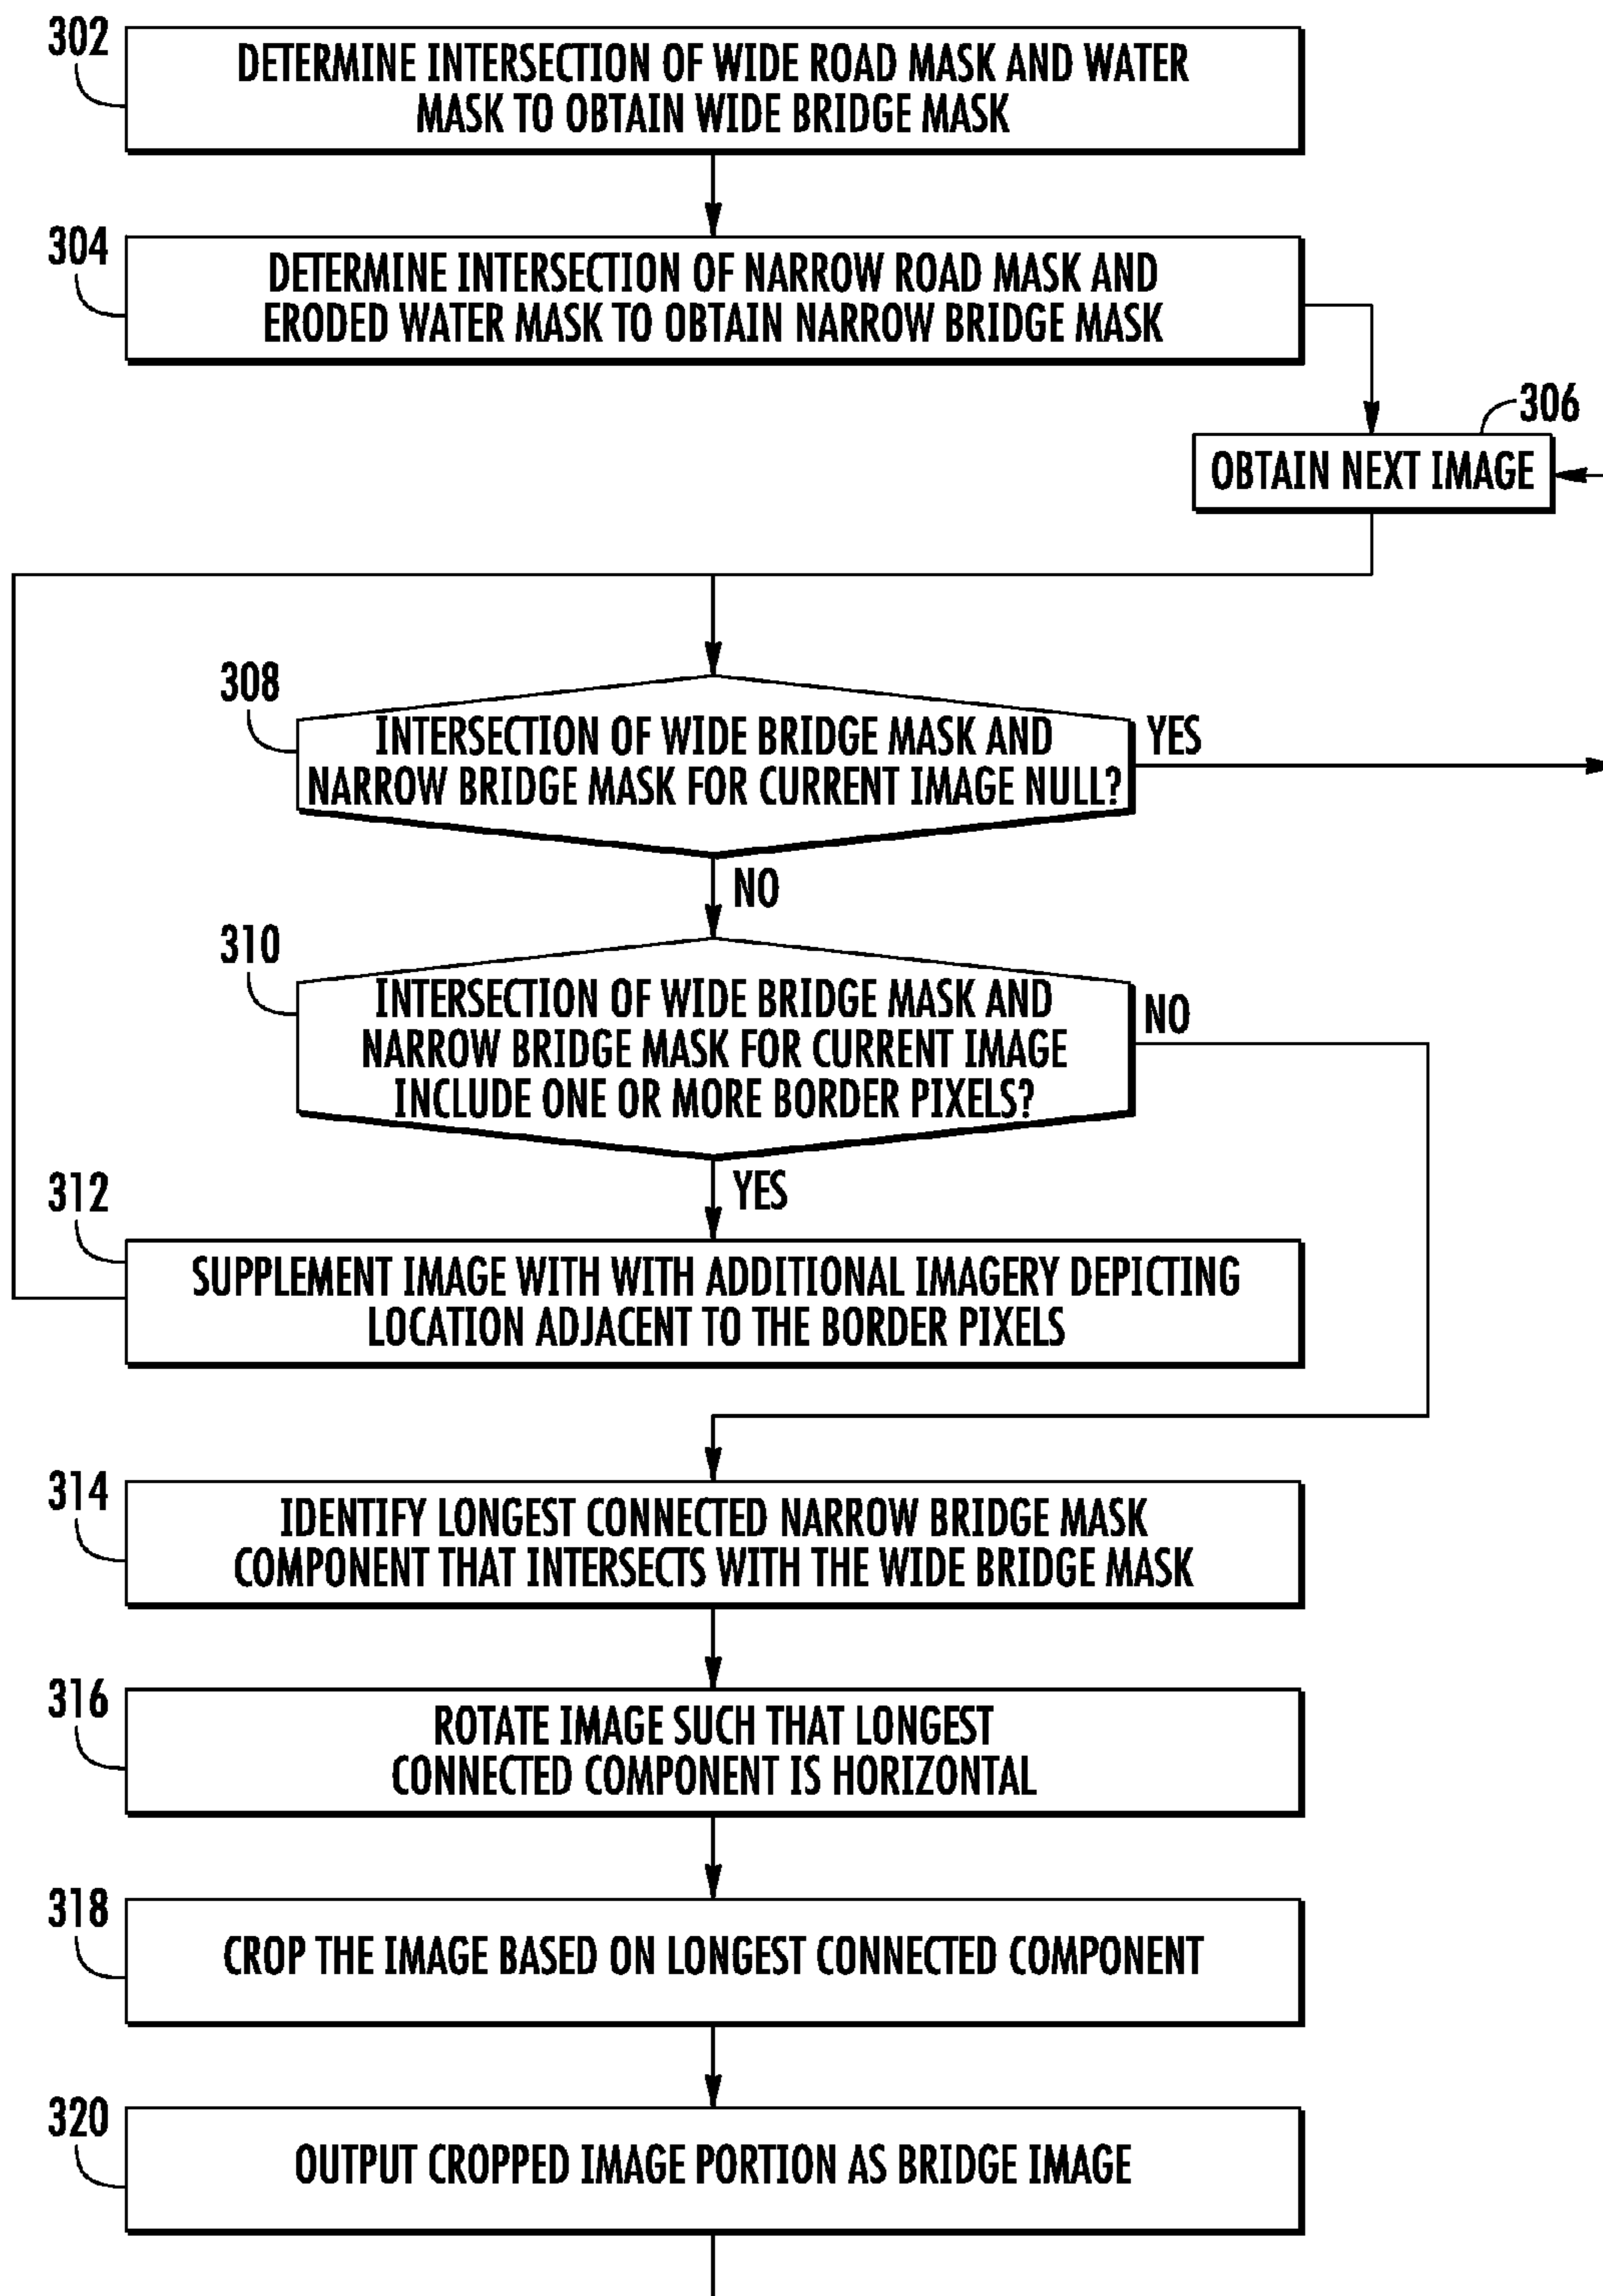 302
DETERMINE INTERSECTION OF WIDE ROAD MASK AND WATER
MASK TO OBTAIN WIDE BRIDGE MASK
304
DETERMINE INTERSECTION OF NARROW ROAD MASK AND
ERODED WATER MASK TO OBTAIN NARROW BRIDGE MASK
306
OBTAIN NEXT IMAGE
308
INTERSECTION OF WIDE BRIDGE MASK AND
NARROW BRIDGE MASK FOR CURRENT IMAGE NULL?
YES
NO
310
INTERSECTION OF WIDE BRIDGE MASK AND
NARROW BRIDGE MASK FOR CURRENT IMAGE
INCLUDE ONE OR MORE BORDER PIXELS?
NO
YES
312
SUPPLEMENT IMAGE WITH WITH ADDITIONAL IMAGERY DEPICTING
LOCATION ADJACENT TO THE BORDER PIXELS
314
IDENTIFY LONGEST CONNECTED NARROW BRIDGE MASK
COMPONENT THAT INTERSECTS WITH THE WIDE BRIDGE MASK
316
ROTATE IMAGE SUCH THAT LONGEST
CONNECTED COMPONENT IS HORIZONTAL
318
CROP THE IMAGE BASED ON LONGEST CONNECTED COMPONENT
320
OUTPUT CROPPED IMAGE PORTION AS BRIDGE IMAGE